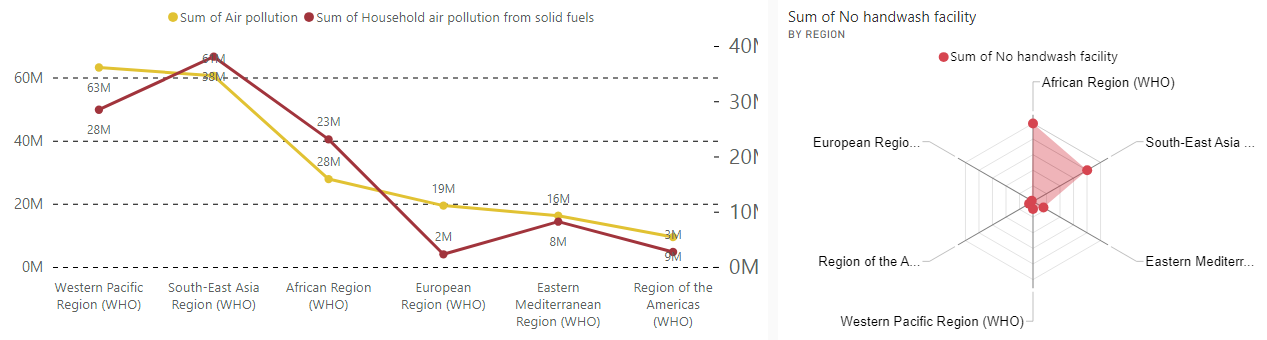 Sum of Air pollution Sum of Household air pollution from solid fuels
60M
40M
20M
0M
40M
30M
20M
10M
0M
63M
28M
38M
23M
28M
19M
2M
16M
8M
3M
9M
Western Pacific
Region (WHO)
South-East Asia
Region (WHO)
African Region
(WHO)
European
Region (WHO)
Eastern
Mediterranean
Region (WHO)
Region of the
Americas
(WHO)
Sum of No handwash facility
BY REGION
Sum of No handwash facility
African Region (WHO)
European Regio...
South-East Asia ...
Region of the A...
Eastern Mediterr...
Western Pacific Region (WHO)